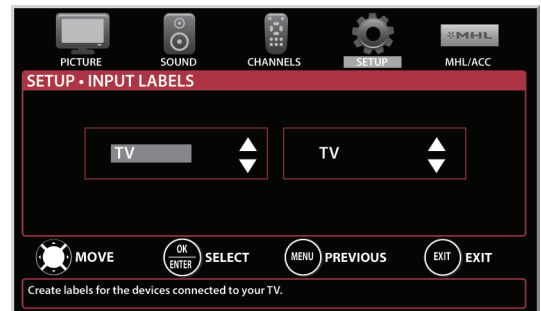 MHL
PICTURE SOUND CHANNELS SETUP MHL/ACC
SETUP • INPUT LABELS
TV TV
MOVE OK ENTER SELECT MENU PREVIOUS EXIT EXIT
Create labels for the devices connected to your TV.